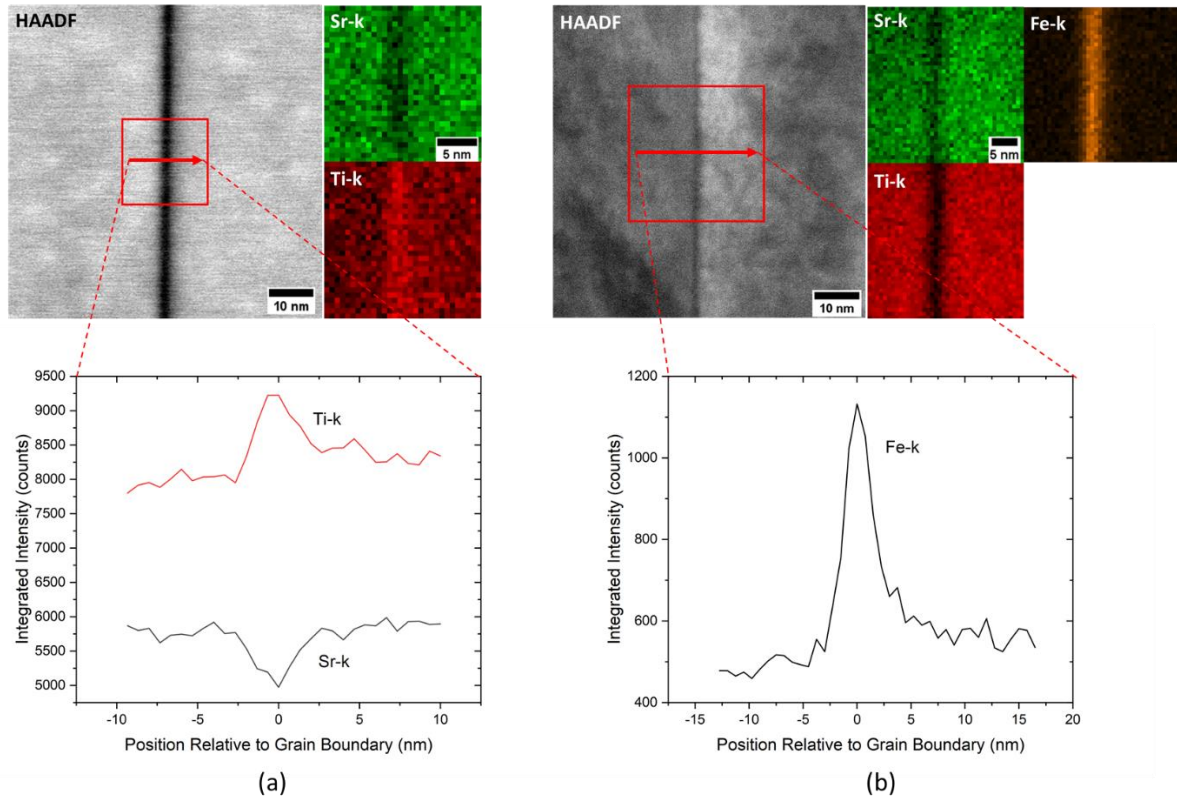 HAADF
Sr-k
5 nm
Ti-k
10 nm
HAADF
Sr-k
Fe-k
5 nm
Ti-k
10 nm
9500
9000
8500
8000
7500
7000
6500
6000
5500
5000
Integrated Intensity (counts)
Ti-k
Sr-k
-10
-5
0
5
10
Position Relative to Grain Boundary (nm)
(a)
1200
1000
800
600
400
Integrated Intensity (counts)
Fe-k
-15
-10
-5
0
5
10
15
20
Position Relative to Grain Boundary (nm)
(b)